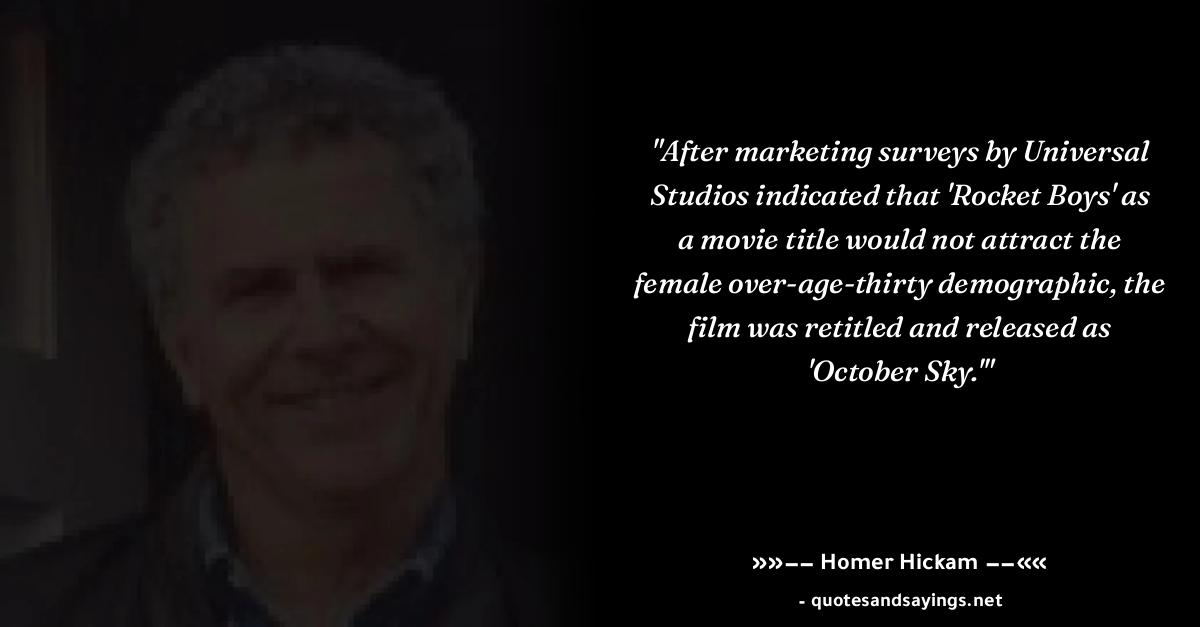 "After marketing surveys by Universal
Studios indicated that 'Rocket Boys' as
a movie title would not attract the
female over-age-thirty demographic, the
film was retitled and released as
'October Sky.'"
»»−− Homer Hickam −−««
- quotesandsayings.net